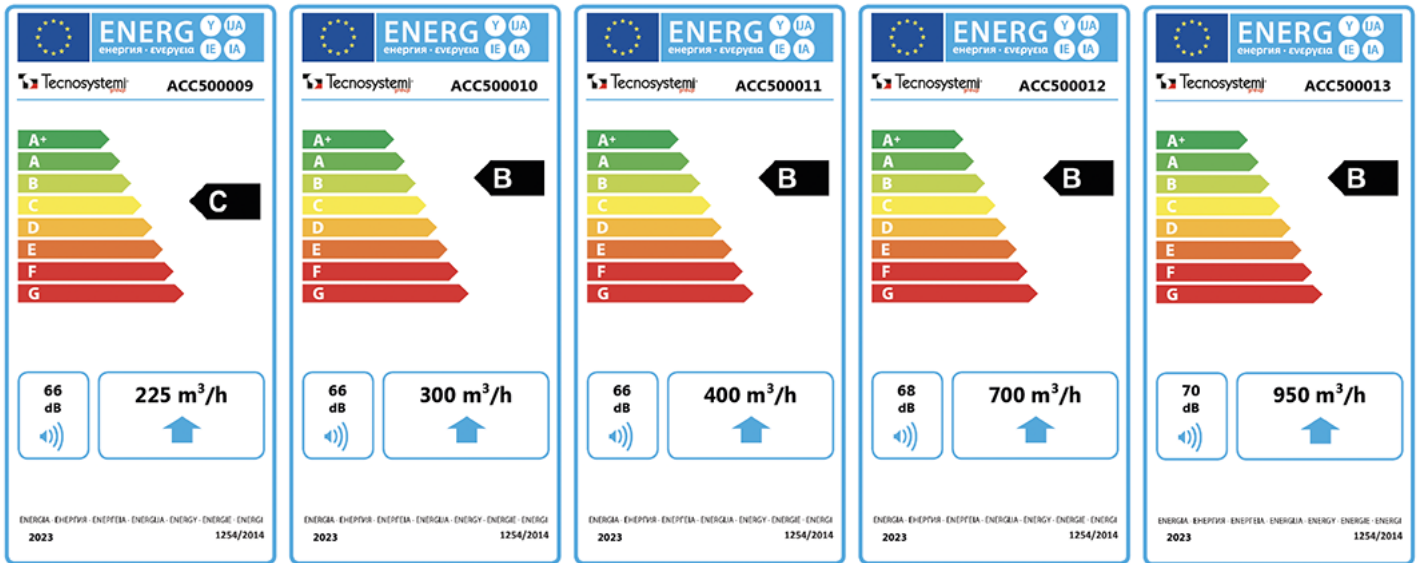 ENERG Y IJA
енергия · ενεργεια IE IA
Tecnosystemi group ACC500009
A+
A
B
C
D
E
F
G
C
66 dB
225 m³/h
ENERGIA · ЕНЕРГИЯ · ΕΝΕΡΓΕΙΑ · ENERGIJA · ENERGY · ENERGIE · ENERGI
2023 1254/2014
ENERG Y IJA
енергия · ενεργεια IE IA
Tecnosystemi group ACC500010
A+
A
B
C
D
E
F
G
B
66 dB
300 m³/h
ENERGIA · ЕНЕРГИЯ · ΕΝΕΡΓΕΙΑ · ENERGIJA · ENERGY · ENERGIE · ENERGI
2023 1254/2014
ENERG Y IJA
енергия · ενεργεια IE IA
Tecnosystemi group ACC500011
A+
A
B
C
D
E
F
G
B
66 dB
400 m³/h
ENERGIA · ЕНЕРГИЯ · ΕΝΕΡΓΕΙΑ · ENERGIJA · ENERGY · ENERGIE · ENERGI
2023 1254/2014
ENERG Y IJA
енергия · ενεργεια IE IA
Tecnosystemi group ACC500012
A+
A
B
C
D
E
F
G
B
68 dB
700 m³/h
ENERGIA · ЕНЕРГИЯ · ΕΝΕΡΓΕΙΑ · ENERGIJA · ENERGY · ENERGIE · ENERGI
2023 1254/2014
ENERG Y IJA
енергия · ενεργεια IE IA
Tecnosystemi group ACC500013
A+
A
B
C
D
E
F
G
B
70 dB
950 m³/h
ENERGIA · ЕНЕРГИЯ · ΕΝΕΡΓΕΙΑ · ENERGIJA · ENERGY · ENERGIE · ENERGI
2023 1254/2014